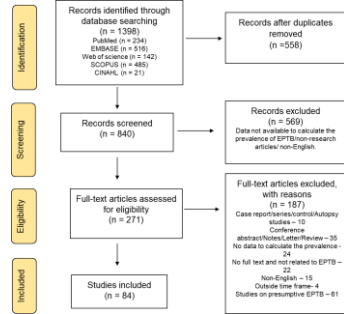 Identification
Records identified through
database searching
(n = 1398)
PubMed (n = 234)
EMBASE (n = 516)
Web of science (n = 142)
SCOPUS (n = 485)
CINAHL (n = 21)
Records after duplicates
removed
(n =558)
Screening
Records screened
(n = 840)
Records excluded
(n = 569)
Data not available to calculate the
prevalence of EPTB/non-research
articles/ non-English.
Eligibility
Full-text articles assessed
for eligibility
(n = 271)
Full-text articles excluded,
with reasons
(n = 187)
Case report/series/control/Autopsy
studies – 10
Conference
abstract/Notes/Letter/Review – 35
No data to calculate the prevalence -
24
No full text and not related to EPTB –
22
Non-English – 15
Outside time frame- 4
Studies on presumptive EPTB – 61
Included
Studies included
(n = 84)